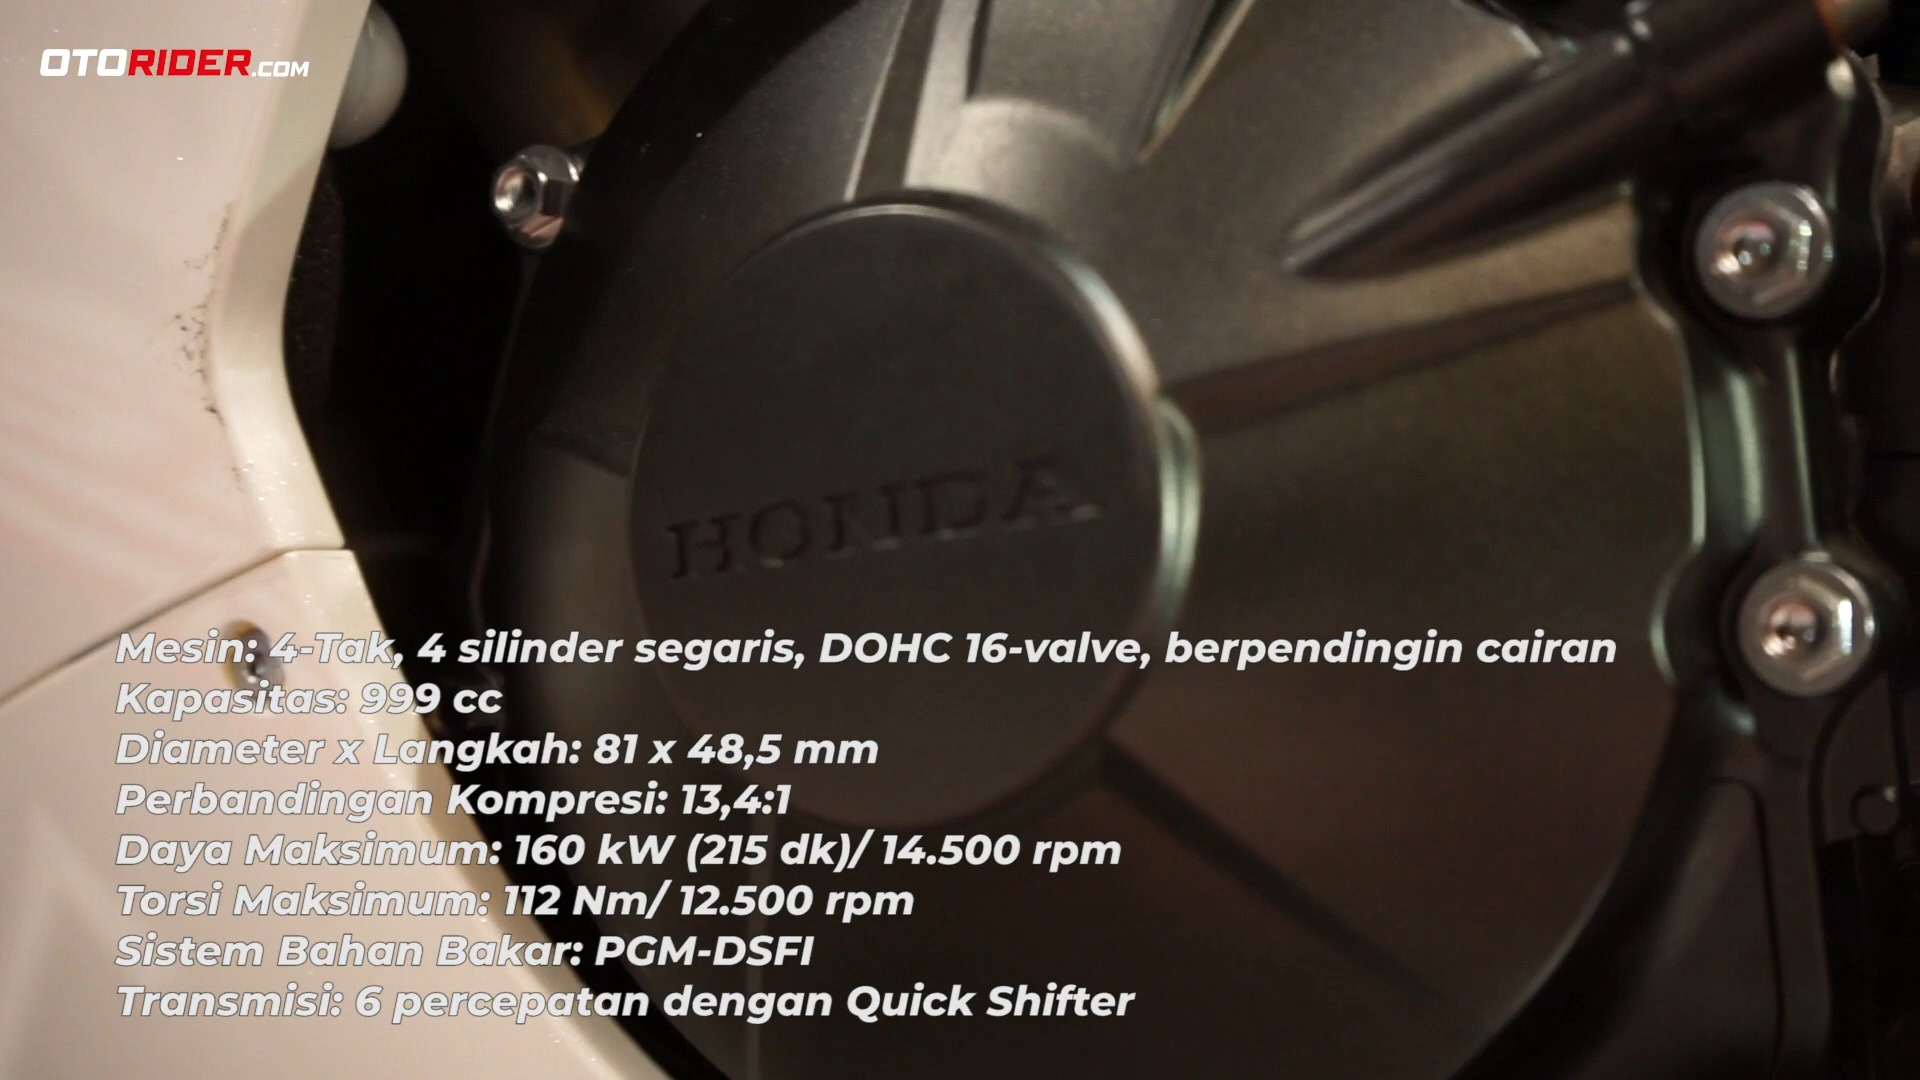 OTORIDER.COM
HONDA
Mesin: 4-Tak, 4 silinder segaris, DOHC 16-valve, berpendingin cairan
Kapasitas: 999 cc
Diameter x Langkah: 81 x 48,5 mm
Perbandingan Kompresi: 13,4:1
Daya Maksimum: 160 kW (215 dk)/ 14.500 rpm
Torsi Maksimum: 112 Nm/ 12.500 rpm
Sistem Bahan Bakar: PGM-DSFI
Transmisi: 6 percepatan dengan Quick Shifter